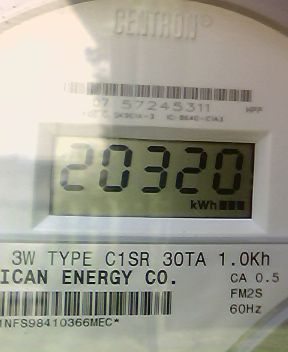 CENTRON®
07 57245311
20320
kWh
3W TYPE C1SR 30TA 1.0Kh
ICAN ENERGY CO.
CA 0.5
FM2S
60Hz
1NFS98410366MEC*